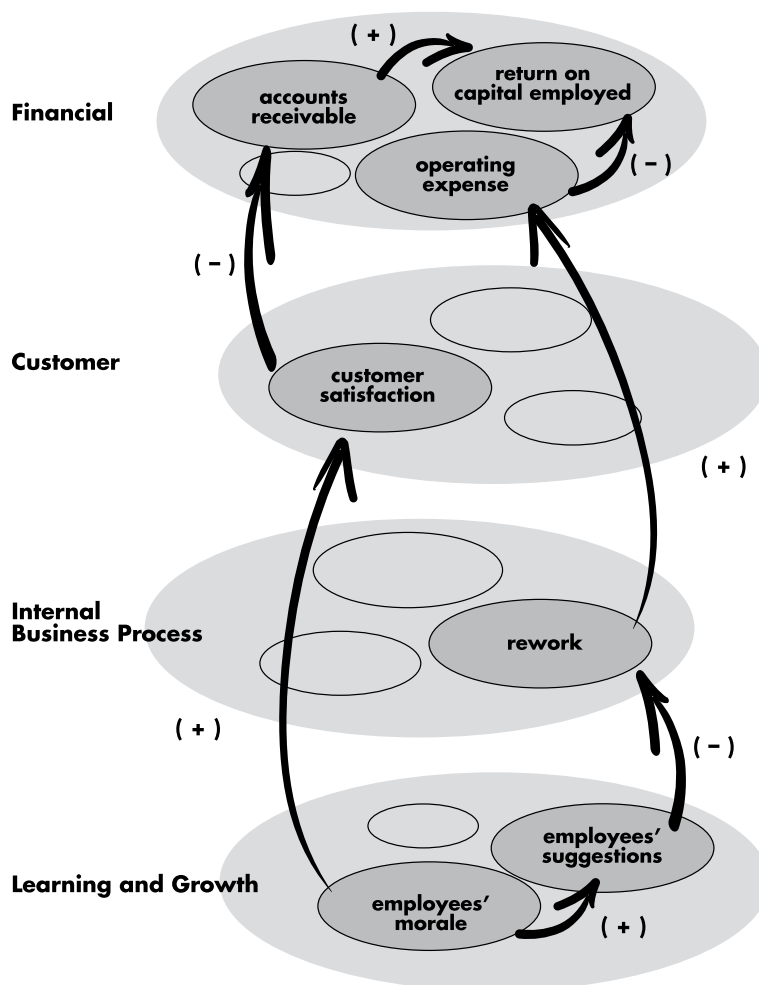 ( + )
return on
capital employed
accounts
receivable
Financial
operating
expense
( − )
( − )
Customer
customer
satisfaction
( + )
Internal
Business Process
rework
( + )
( − )
employees’
suggestions
Learning and Growth
employees’
morale
( + )